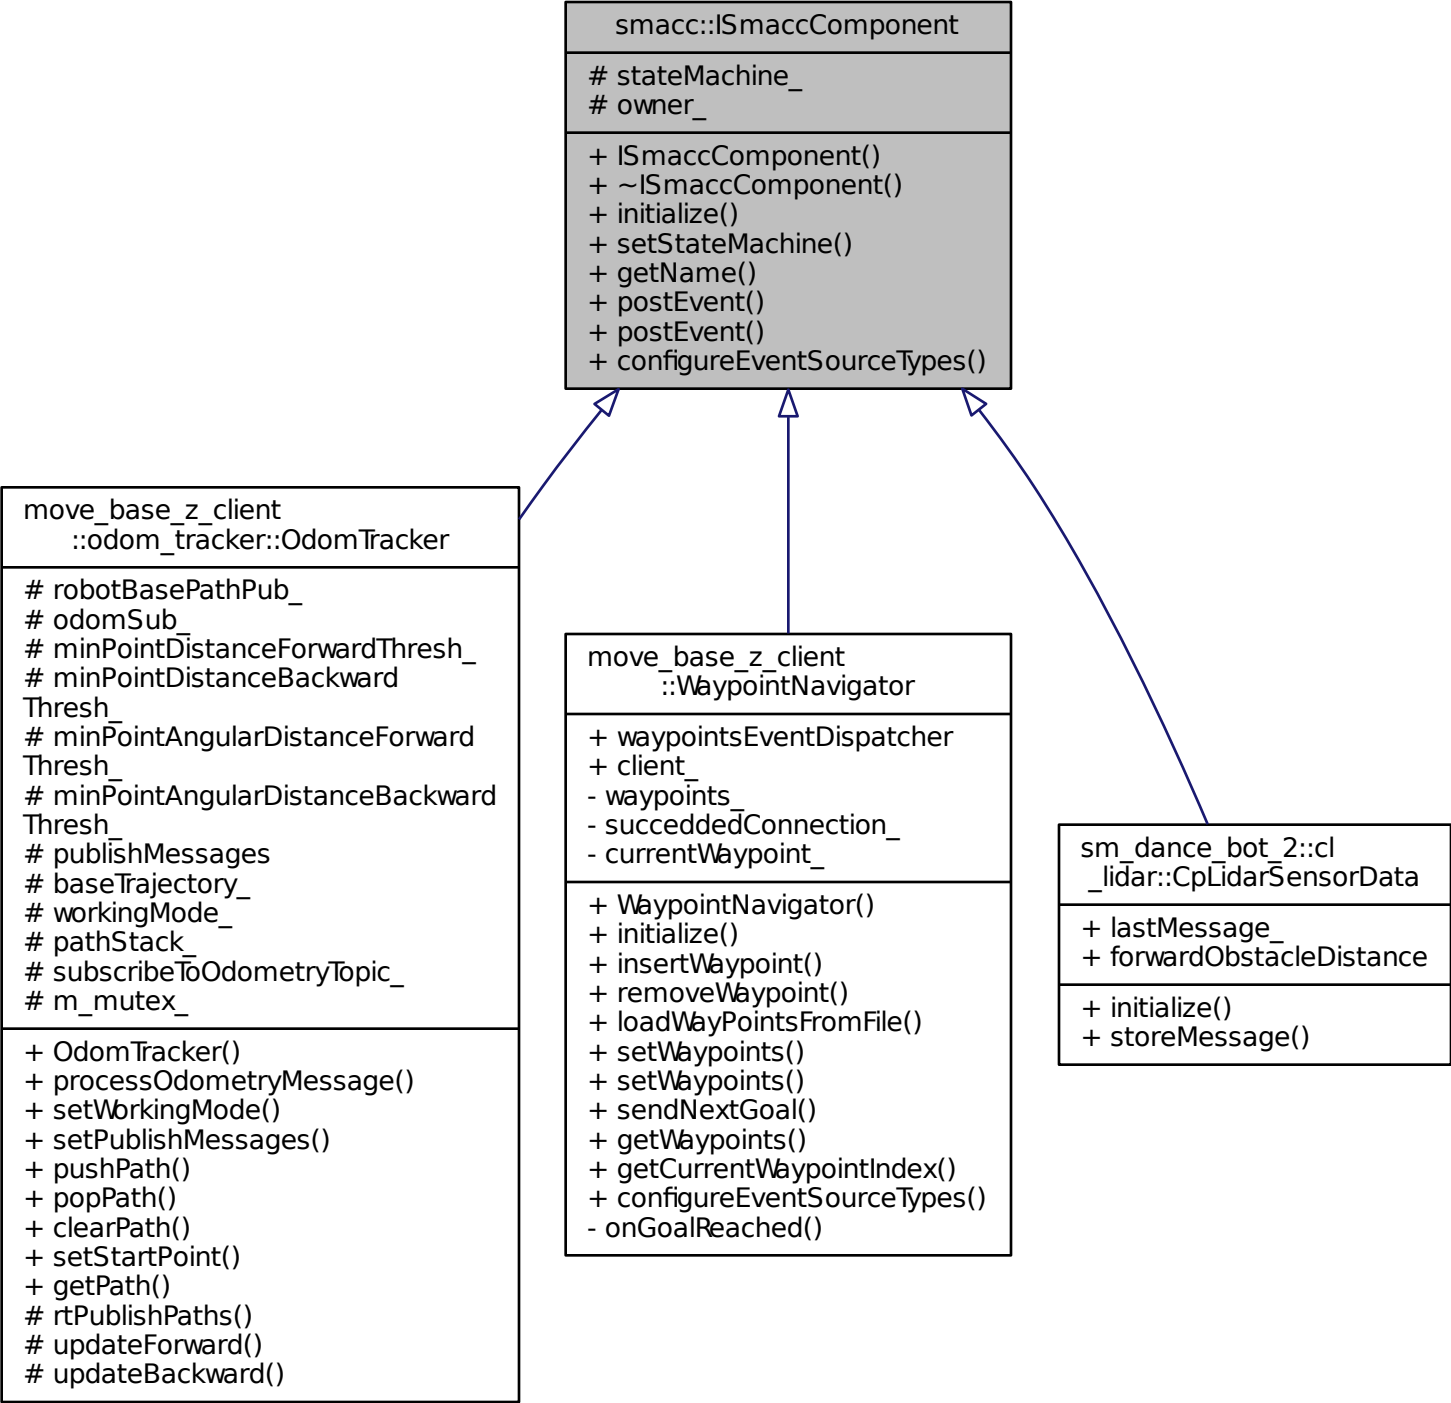 smacc::ISmaccComponent
# stateMachine_
# owner_
+ ISmaccComponent()
+ ~ISmaccComponent()
+ initialize()
+ setStateMachine()
+ getName()
+ postEvent()
+ postEvent()
+ configureEventSourceTypes()
move_base_z_client
::odom_tracker::OdomTracker
# robotBasePathPub_
# odomSub_
# minPointDistanceForwardThresh_
# minPointDistanceBackward
Thresh_
# minPointAngularDistanceForward
Thresh_
# minPointAngularDistanceBackward
Thresh_
# publishMessages
# baseTrajectory_
# workingMode_
# pathStack_
# subscribeToOdometryTopic_
# m_mutex_
+ OdomTracker()
+ processOdometryMessage()
+ setWorkingMode()
+ setPublishMessages()
+ pushPath()
+ popPath()
+ clearPath()
+ setStartPoint()
+ getPath()
# rtPublishPaths()
# updateForward()
# updateBackward()
move_base_z_client
::WaypointNavigator
+ waypointsEventDispatcher
+ client_
- waypoints_
- succeddedConnection_
- currentWaypoint_
+ WaypointNavigator()
+ initialize()
+ insertWaypoint()
+ removeWaypoint()
+ loadWayPointsFromFile()
+ setWaypoints()
+ setWaypoints()
+ sendNextGoal()
+ getWaypoints()
+ getCurrentWaypointIndex()
+ configureEventSourceTypes()
- onGoalReached()
sm_dance_bot_2::cl
_lidar::CpLidarSensorData
+ lastMessage_
+ forwardObstacleDistance
+ initialize()
+ storeMessage()